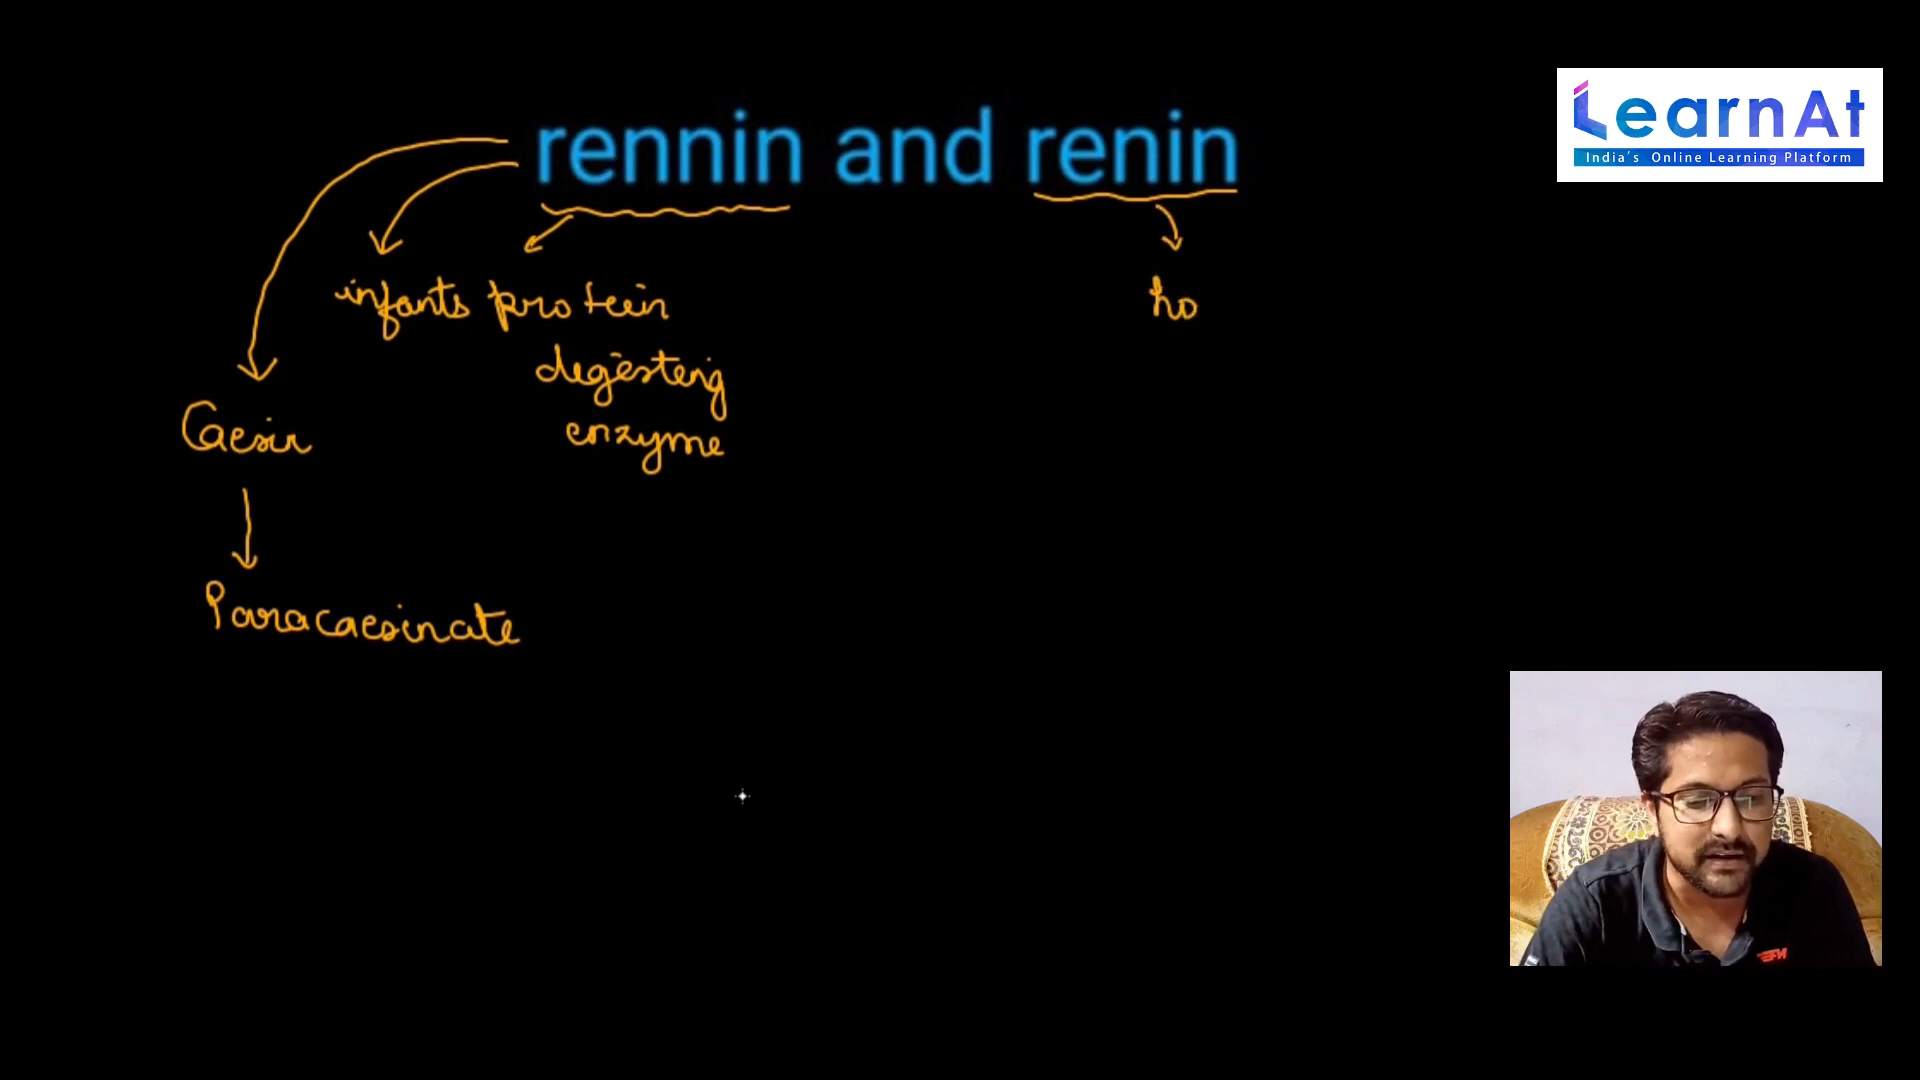 rennin and renin
LearnAt
India's Online Learning Platform
infants protein
digesting
enzyme
ho
Caesin
Paracaesinate